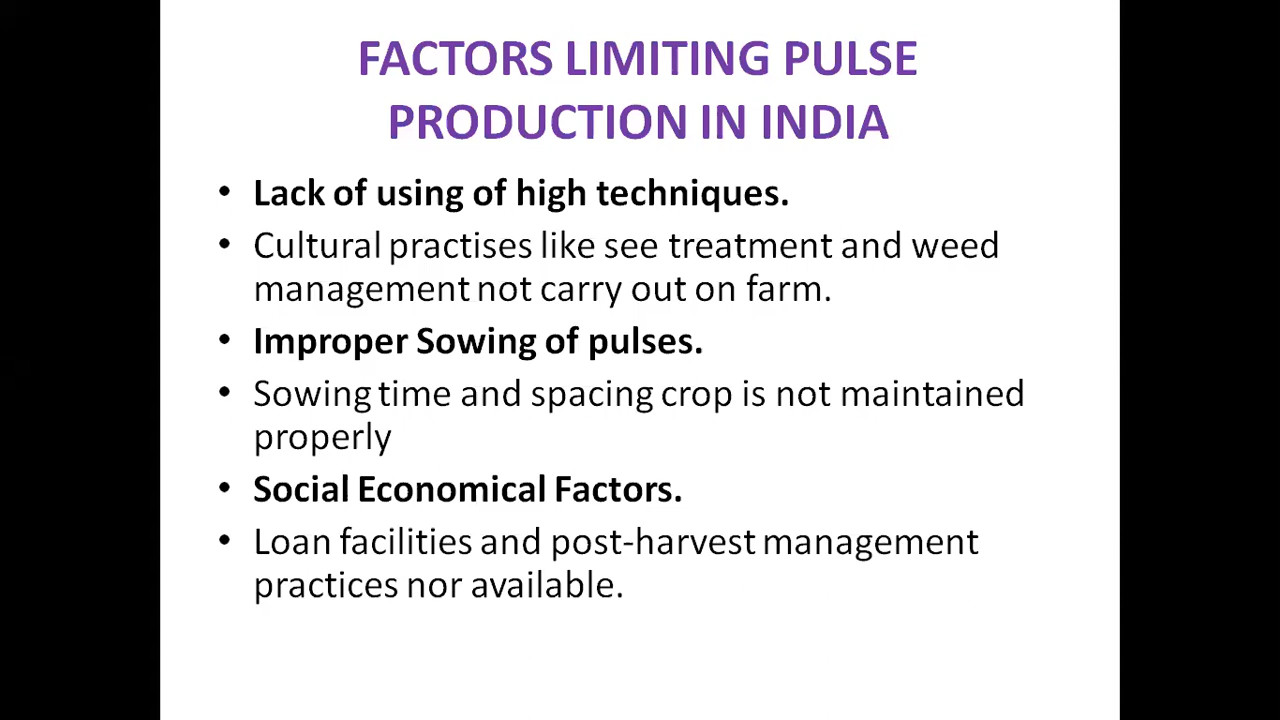 FACTORS LIMITING PULSE
PRODUCTION IN INDIA
• Lack of using of high techniques.
• Cultural practises like see treatment and weed
management not carry out on farm.
• Improper Sowing of pulses.
• Sowing time and spacing crop is not maintained
properly
• Social Economical Factors.
• Loan facilities and post-harvest management
practices nor available.